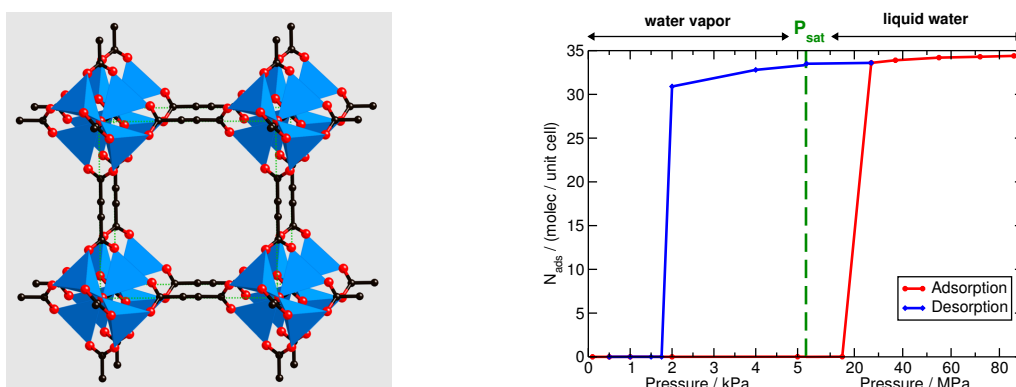 water vapor
P_sat
liquid water
N_ads / (molec / unit cell)
35
30
25
20
15
10
5
0
Adsorption
Desorption
0 1 2 3 4 5 20 40 60 80
Pressure / kPa
Pressure / MPa